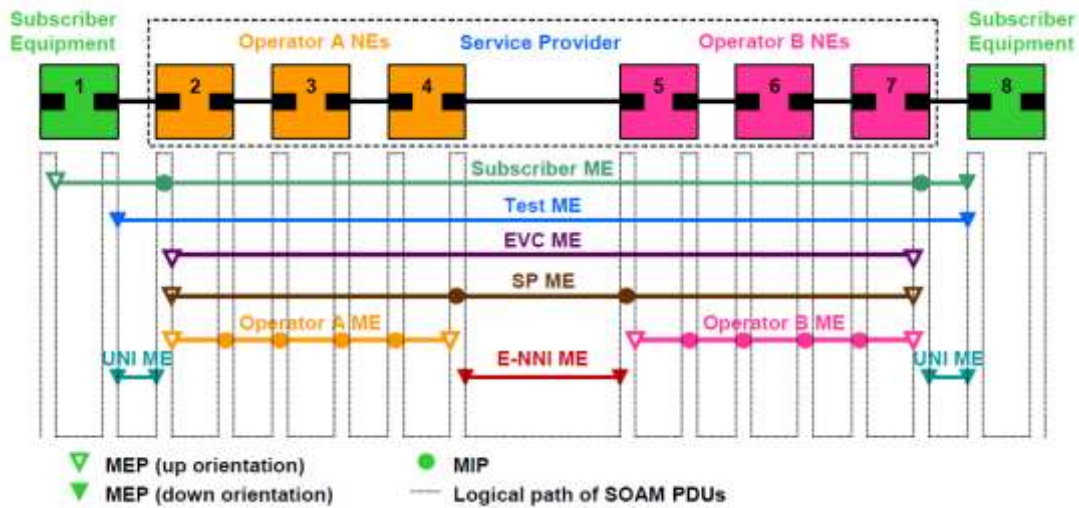 Subscriber
Equipment
Operator A NEs
Service Provider
Operator B NEs
Subscriber
Equipment
1
2
3
4
5
6
7
8
Subscriber ME
Test ME
EVC ME
SP ME
Operator A ME
Operator B ME
UNI ME
E-NNI ME
UNI ME
MEP (up orientation)
MIP
MEP (down orientation)
Logical path of SOAM PDUs